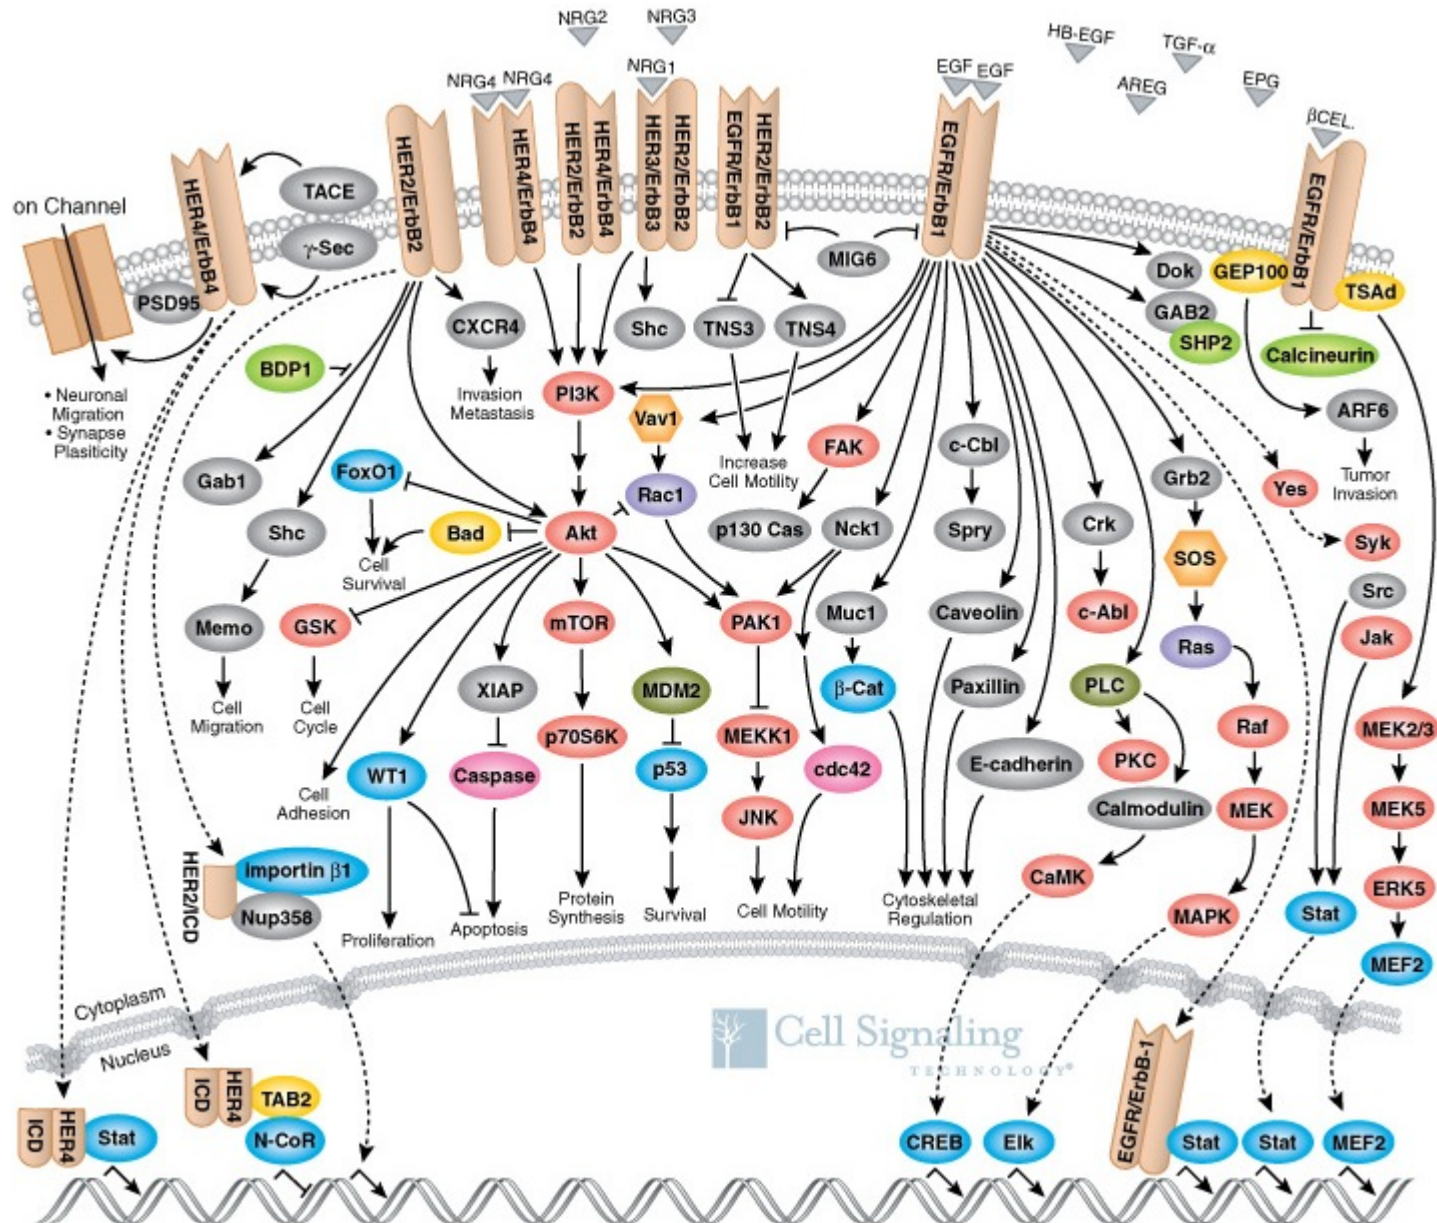 NRG2
NRG3
HB-EGF
TGF-α
NRG4
NRG4
NRG1
EGF
EGF
AREG
EPG
βCEL.
on Channel
HER4/ErbB4
TACE
γ-Sec
PSD95
HER2/ErbB2
HER4/ErbB4
HER2/ErbB2
HER4/ErbB4
HER3/ErbB3
HER2/ErbB2
EGFR/ErbB1
HER2/ErbB2
MIG6
EGFR/ErbB1
Dok
GEP100
EGFR/ErbB1
TSAd
GAB2
SHP2
Calcineurin
CXCR4
Shc
TNS3
TNS4
BDP1
• Neuronal
Migration
• Synapse
Plasiticity
Invasion
Metastasis
PI3K
Vav1
ARF6
Tumor
Invasion
FAK
c-Cbl
Grb2
Yes
Gab1
FoxO1
Rac1
Increase
Cell Motility
Shc
Bad
Akt
p130 Cas
Nck1
Spry
Crk
SOS
Syk
Cell
Survival
Src
Memo
GSK
mTOR
PAK1
Muc1
Caveolin
c-Abl
Ras
Jak
Cell
Migration
Cell
Cycle
XIAP
MDM2
β-Cat
Paxillin
PLC
p70S6K
MEKK1
Raf
MEK2/3
WT1
Caspase
p53
cdc42
E-cadherin
PKC
Cell
Adhesion
JNK
Calmodulin
MEK
MEK5
HER2/ICD
importin β1
Nup358
CaMK
ERK5
Protein
Synthesis
Survival
Cell Motility
Cytoskeletal
Regulation
MAPK
Stat
Proliferation
Apoptosis
MEF2
Cytoplasm
Nucleus
Cell Signaling
TECHNOLOGY®
ICD
HER4
Stat
ICD
HER4
TAB2
N-CoR
CREB
Elk
EGFR/ErbB-1
Stat
Stat
MEF2